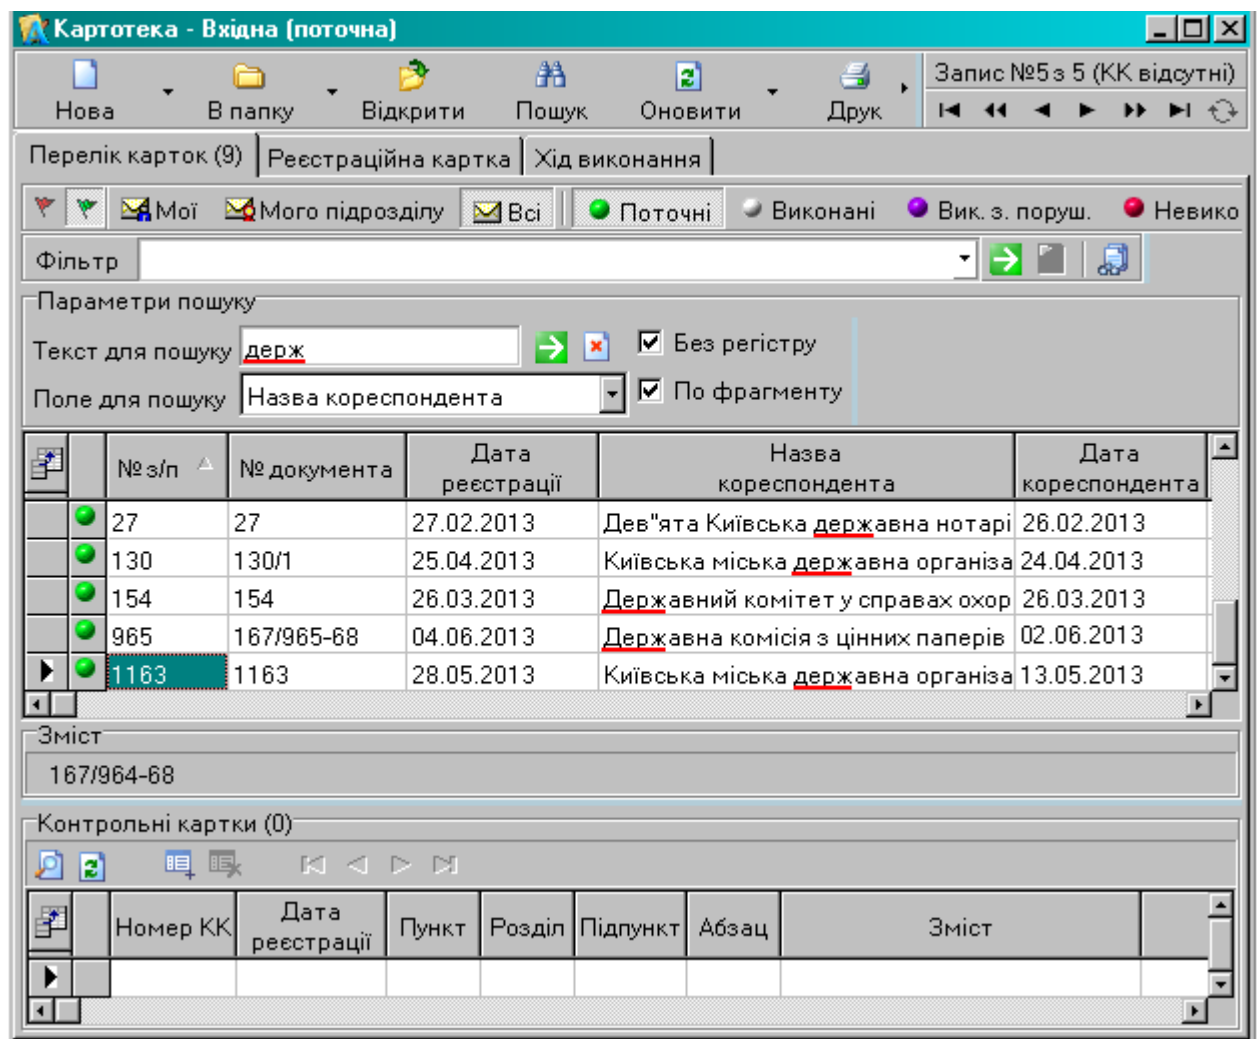 Картотека - Вхідна (поточна)
Нова В папку Відкрити Пошук Оновити Друк Запис №5 з 5 (КК відсутні)
Перелік карток (9) Реєстраційна картка Хід виконання
Мої Мого підрозділу Всі Поточні Виконані Вик. з. поруш. Невико
Фільтр
Параметри пошуку
Текст для пошуку держ Без регістру
Поле для пошуку Назва кореспондента По фрагменту
№ з/п № документа Дата реєстрації Назва кореспондента Дата кореспондента
27 27 27.02.2013 Дев"ята Київська державна нотарі 26.02.2013
130 130/1 25.04.2013 Київська міська державна організа 24.04.2013
154 154 26.03.2013 Державний комітет у справах охор 26.03.2013
965 167/965-68 04.06.2013 Державна комісія з цінних паперів 02.06.2013
1163 1163 28.05.2013 Київська міська державна організа 13.05.2013
Зміст
167/964-68
Контрольні картки (0)
Номер КК Дата реєстрації Пункт Розділ Підпункт Абзац Зміст